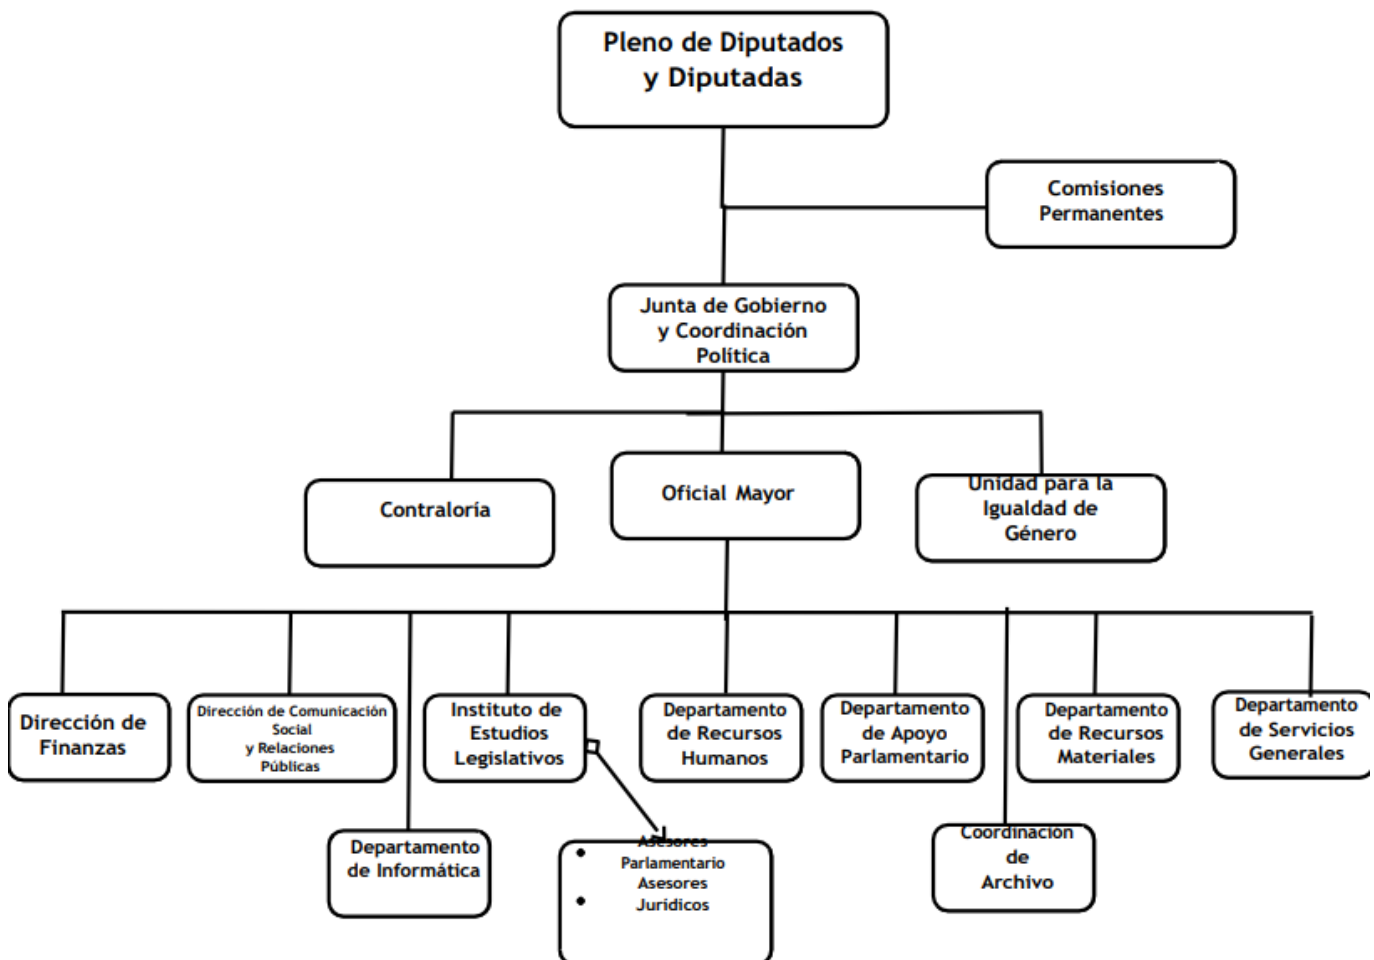 Pleno de Diputados
y Diputadas
Comisiones
Permanentes
Junta de Gobierno
y Coordinación
Política
Contraloría
Oficial Mayor
Unidad para la
Igualdad de
Género
Dirección de
Finanzas
Dirección de Comunicación
Social
y Relaciones
Públicas
Instituto de
Estudios
Legislativos
Departamento
de Recursos
Humanos
Departamento
de Apoyo
Parlamentario
Departamento
de Recursos
Materiales
Departamento
de Servicios
Generales
Departamento
de Informática
• Asesores
Parlamentario
Asesores
• Jurídicos
Coordinación
de
Archivo